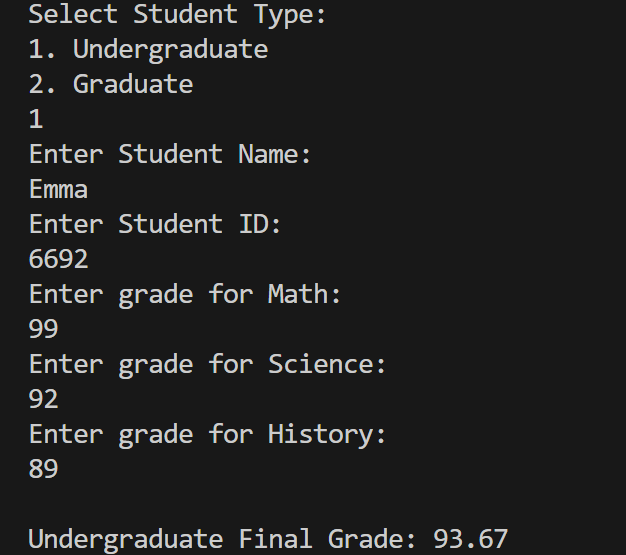 Select Student Type:
1. Undergraduate
2. Graduate
1
Enter Student Name:
Emma
Enter Student ID:
6692
Enter grade for Math:
99
Enter grade for Science:
92
Enter grade for History:
89
Undergraduate Final Grade: 93.67